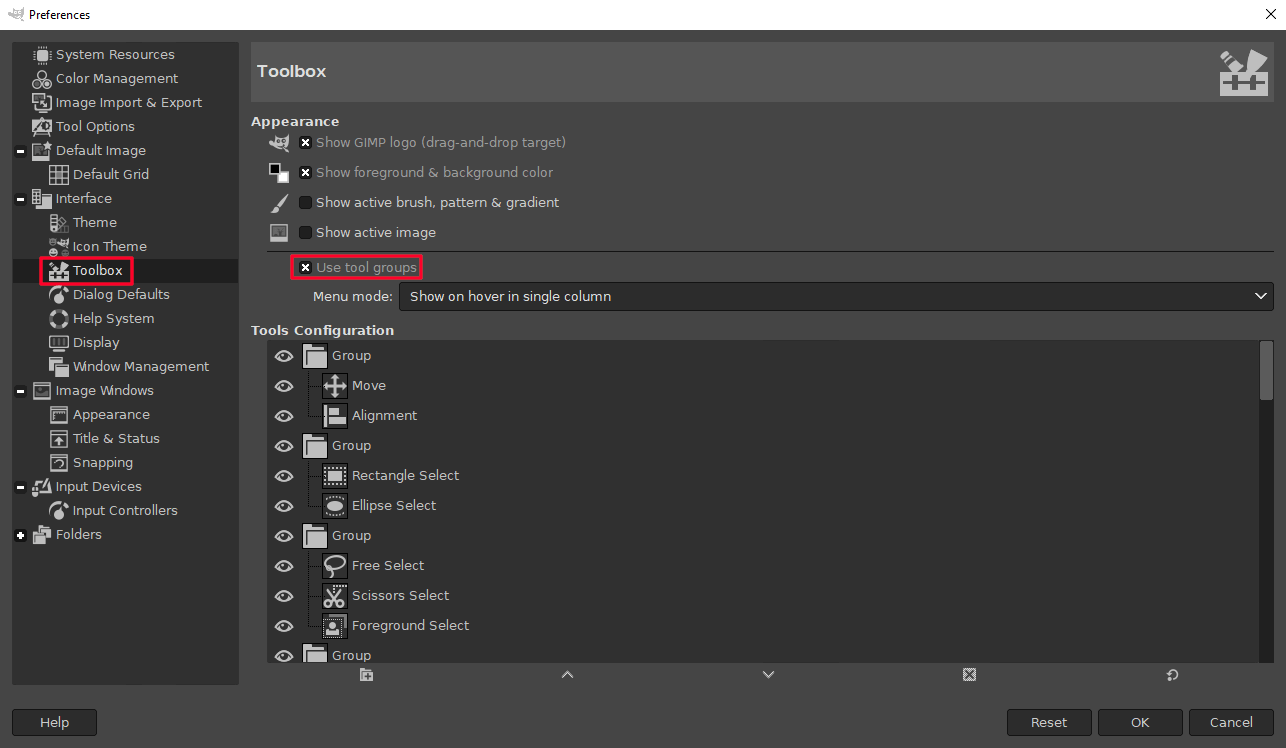 Preferences
System Resources
Color Management
Image Import & Export
Tool Options
Default Image
Default Grid
Interface
Theme
Icon Theme
Toolbox
Dialog Defaults
Help System
Display
Window Management
Image Windows
Appearance
Title & Status
Snapping
Input Devices
Input Controllers
Folders
Toolbox
Appearance
Show GIMP logo (drag-and-drop target)
Show foreground & background color
Show active brush, pattern & gradient
Show active image
Use tool groups
Menu mode: Show on hover in single column
Tools Configuration
Group
Move
Alignment
Group
Rectangle Select
Ellipse Select
Group
Free Select
Scissors Select
Foreground Select
Group
Help Reset OK Cancel